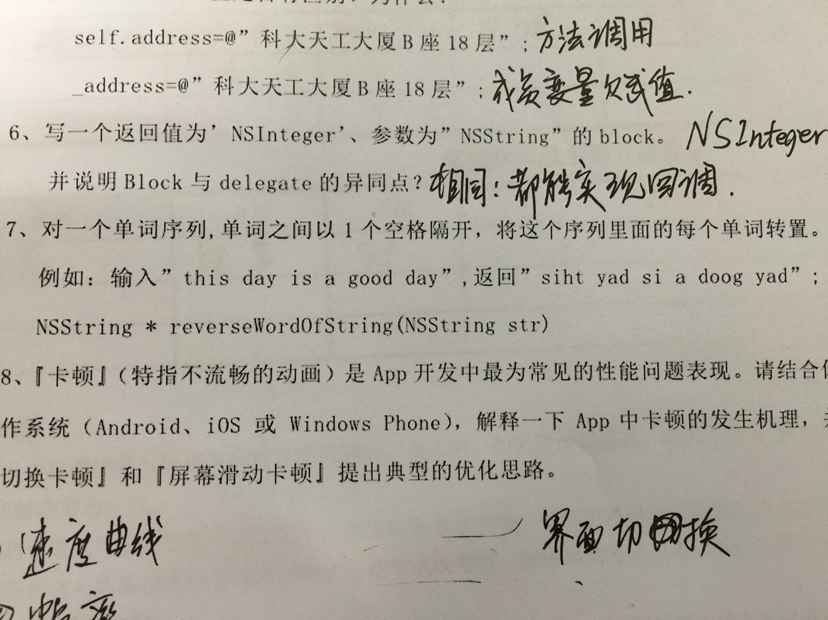 self.address=@”科大天工大厦B座18层”; 方法调用
_address=@”科大天工大厦B座18层”; 成员变量欠赋值.
6、写一个返回值为’NSInteger’、参数为”NSString”的block。 NSInteger
并说明Block与delegate的异同点? 相同:都能实现回调.
7、对一个单词序列,单词之间以1个空格隔开，将这个序列里面的每个单词转置。
例如：输入”this day is a good day”,返回”siht yad si a doog yad”;
NSString * reverseWordOfString(NSString str)
8、『卡顿』（特指不流畅的动画）是App开发中最为常见的性能问题表现。请结合
作系统（Android、iOS 或 Windows Phone），解释一下 App 中卡顿的发生机理，
切换卡顿』和『屏幕滑动卡顿』提出典型的优化思路。
速度曲线 界面切换